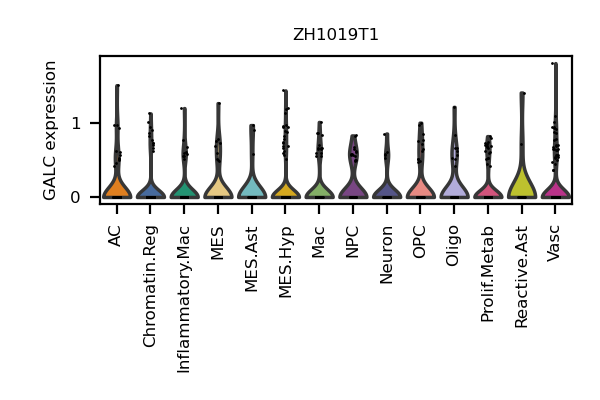 ZH1019T1
GALC expression
1
0
AC
Chromatin.Reg
Inflammatory.Mac
MES
MES.Ast
MES.Hyp
Mac
NPC
Neuron
OPC
Oligo
Prolif.Metab
Reactive.Ast
Vasc